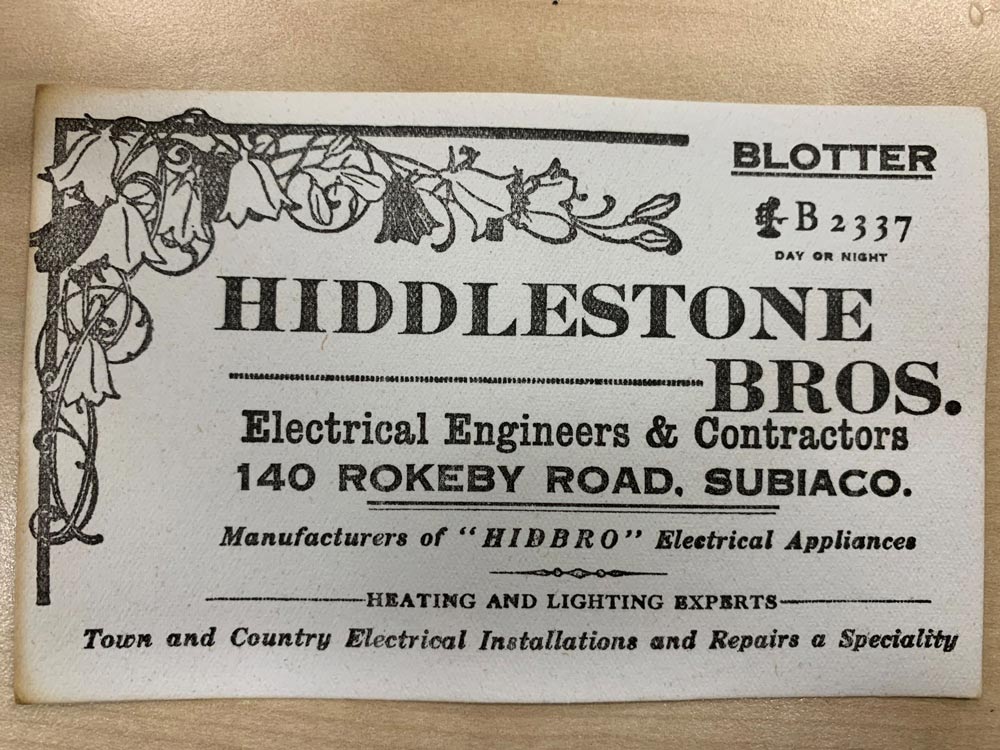 BLOTTER
B 2337
DAY OR NIGHT
HIDDLESTONE
BROS.
Electrical Engineers & Contractors
140 ROKEBY ROAD, SUBIACO.
Manufacturers of "HIDBRO" Electrical Appliances
HEATING AND LIGHTING EXPERTS
Town and Country Electrical Installations and Repairs a Speciality